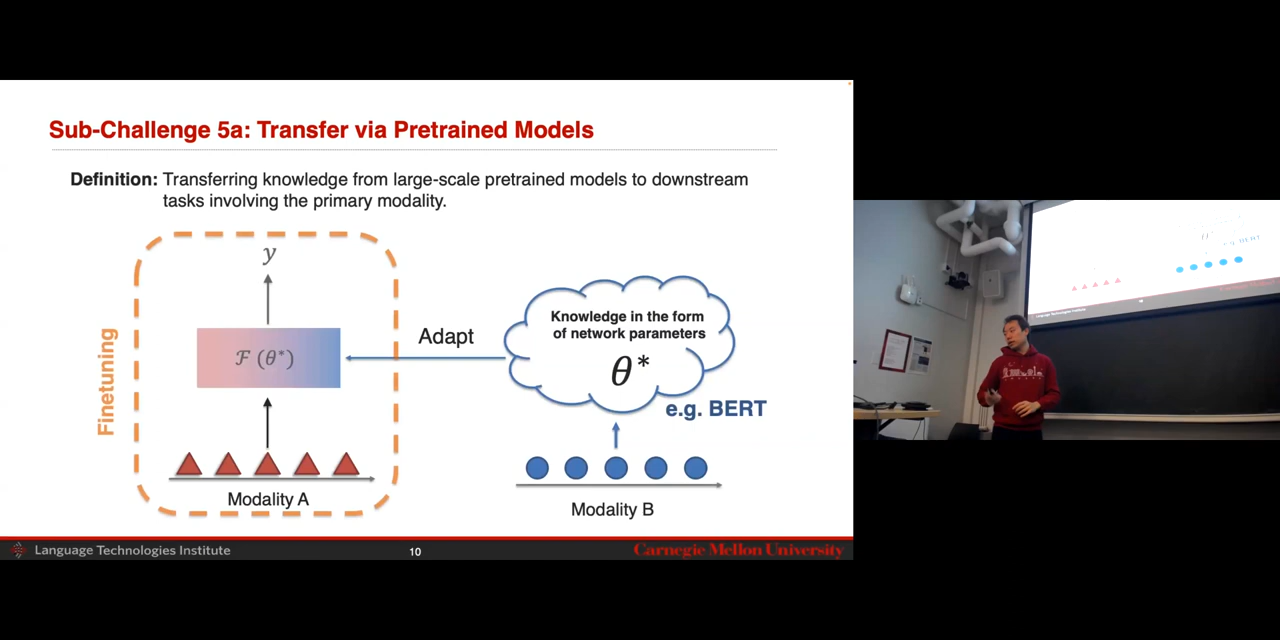 Sub-Challenge 5a: Transfer via Pretrained Models
Definition: Transferring knowledge from large-scale pretrained models to downstream
tasks involving the primary modality.
y
F (θ*)
Finetuning
Modality A
Adapt
Knowledge in the form
of network parameters
θ*
e.g. BERT
Modality B
Language Technologies Institute
10
Carnegie Mellon University